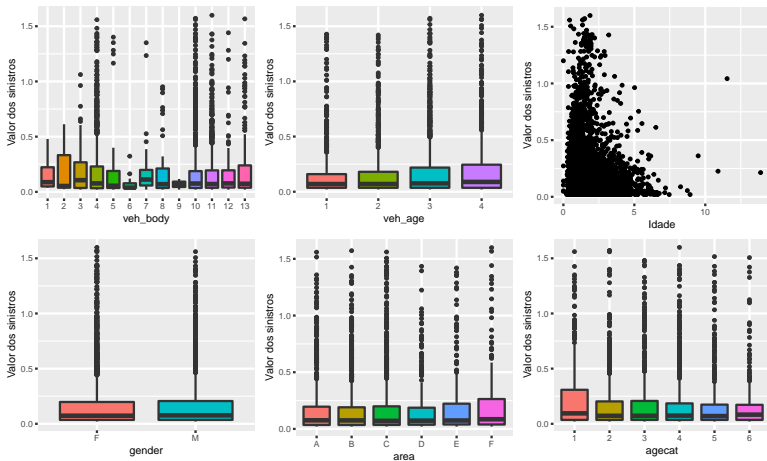 Valor dos sinistros
1.5
1.0
0.5
0.0
1 2 3 4 5 6 7 8 9 10 11 12 13
veh_body
Valor dos sinistros
1.5
1.0
0.5
0.0
1 2 3 4
veh_age
Valor dos sinistros
1.5
1.0
0.5
0.0
0 5 10
Idade
Valor dos sinistros
1.5
1.0
0.5
0.0
F M
gender
Valor dos sinistros
1.5
1.0
0.5
0.0
A B C D E F
area
Valor dos sinistros
1.5
1.0
0.5
0.0
1 2 3 4 5 6
agecat